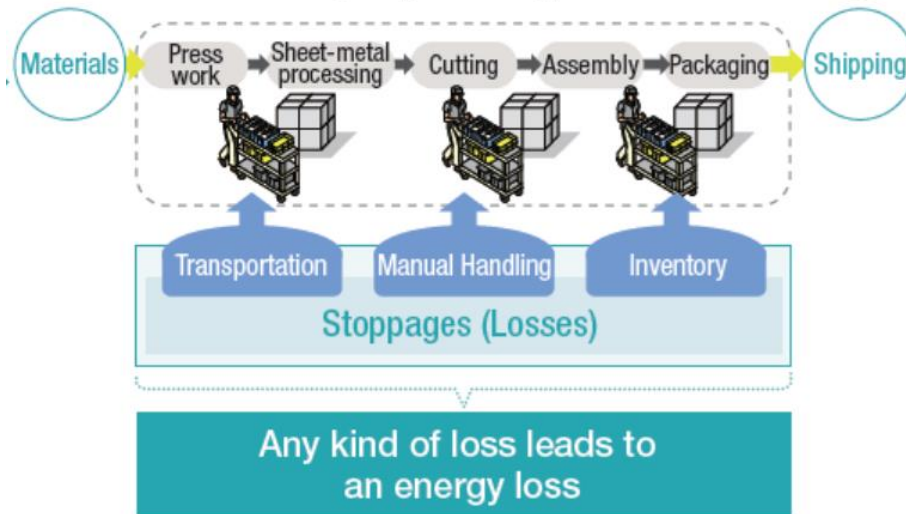 Materials
Press
work
Sheet-metal
processing
Cutting
Assembly
Packaging
Shipping
Transportation
Manual Handling
Inventory
Stoppages (Losses)
Any kind of loss leads to
an energy loss